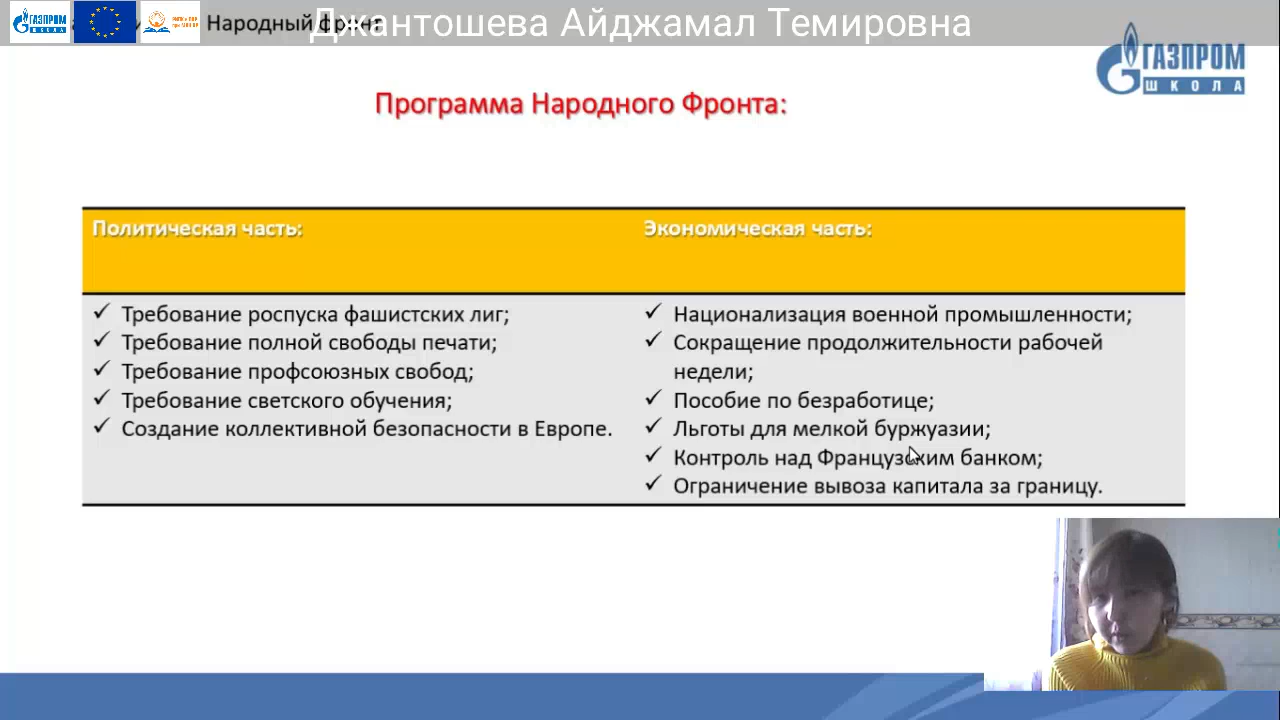 ГАЗПРОМ
ШКОЛА
Народный фронт
Джантошева Айджамал Темировна
ГАЗПРОМ
ШКОЛА
Программа Народного Фронта:
Политическая часть:
Требование роспуска фашистских лиг;
Требование полной свободы печати;
Требование профсоюзных свобод;
Требование светского обучения;
Создание коллективной безопасности в Европе.
Экономическая часть:
Национализация военной промышленности;
Сокращение продолжительности рабочей
недели;
Пособие по безработице;
Льготы для мелкой буржуазии;
Контроль над Французским банком;
Ограничение вывоза капитала за границу.